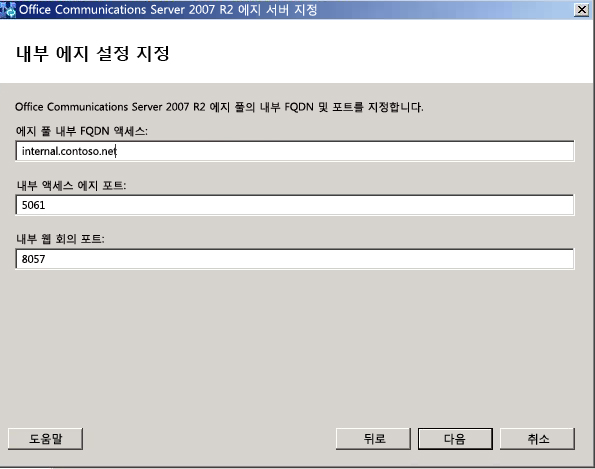 Office Communications Server 2007 R2 에지 서버 지정
내부 에지 설정 지정
Office Communications Server 2007 R2 에지 풀의 내부 FQDN 및 포트를 지정합니다.
에지 풀 내부 FQDN 액세스:
internal.contoso.net
내부 액세스 에지 포트:
5061
내부 웹 회의 포트:
8057
도움말
뒤로
다음
취소